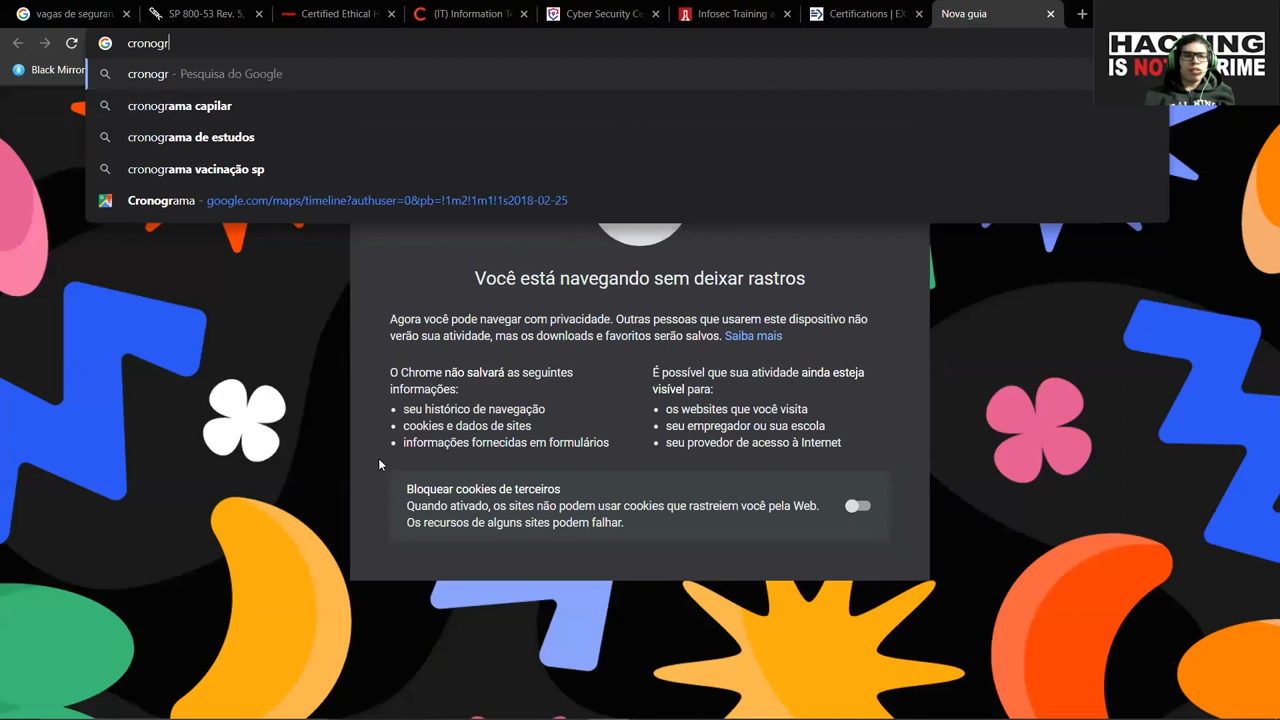 vagas de seguran
SP 800-53 Rev. 5,
Certified Ethical H
(IT) Information Te
Cyber Security Ce
Infosec Training a
Certifications | EX
Nova guia
cronogr
Black Mirror
cronogr - Pesquisa do Google
cronograma capilar
cronograma de estudos
cronograma vacinação sp
Cronograma - google.com/maps/timeline?authuser=0&pb=!1m2!1m1!1s2018-02-25
HACKING
IS NOT CRIME
Você está navegando sem deixar rastros
Agora você pode navegar com privacidade. Outras pessoas que usarem este dispositivo não
verão sua atividade, mas os downloads e favoritos serão salvos. Saiba mais
O Chrome não salvará as seguintes
informações:
seu histórico de navegação
cookies e dados de sites
informações fornecidas em formulários
É possível que sua atividade ainda esteja
visível para:
os websites que você visita
seu empregador ou sua escola
seu provedor de acesso à Internet
Bloquear cookies de terceiros
Quando ativado, os sites não podem usar cookies que rastreiem você pela Web.
Os recursos de alguns sites podem falhar.